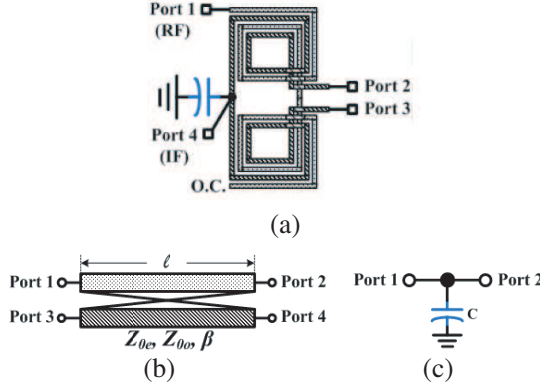 Port 1
(RF)
Port 2
Port 3
Port 4
(IF)
O.C.
(a)
ℓ
Port 1
Port 2
Port 3
Port 4
Z0e, Z0o, β
(b)
Port 1
Port 2
C
(c)